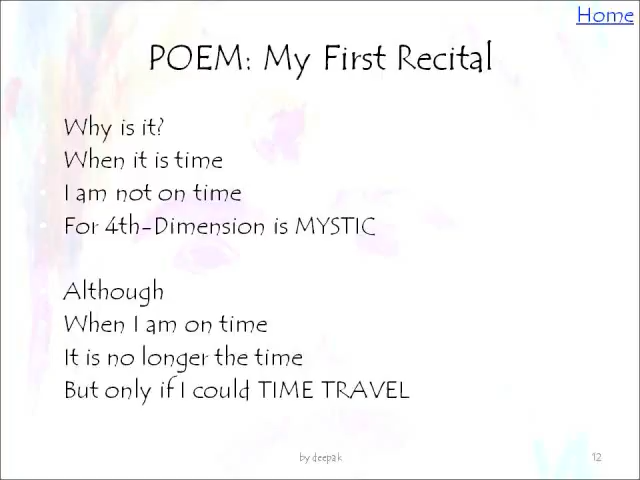 Home
POEM: My First Recital
Why is it?
When it is time
I am not on time
For 4th-Dimension is MYSTIC
Although
When I am on time
It is no longer the time
But only if I could TIME TRAVEL
by deepak
12